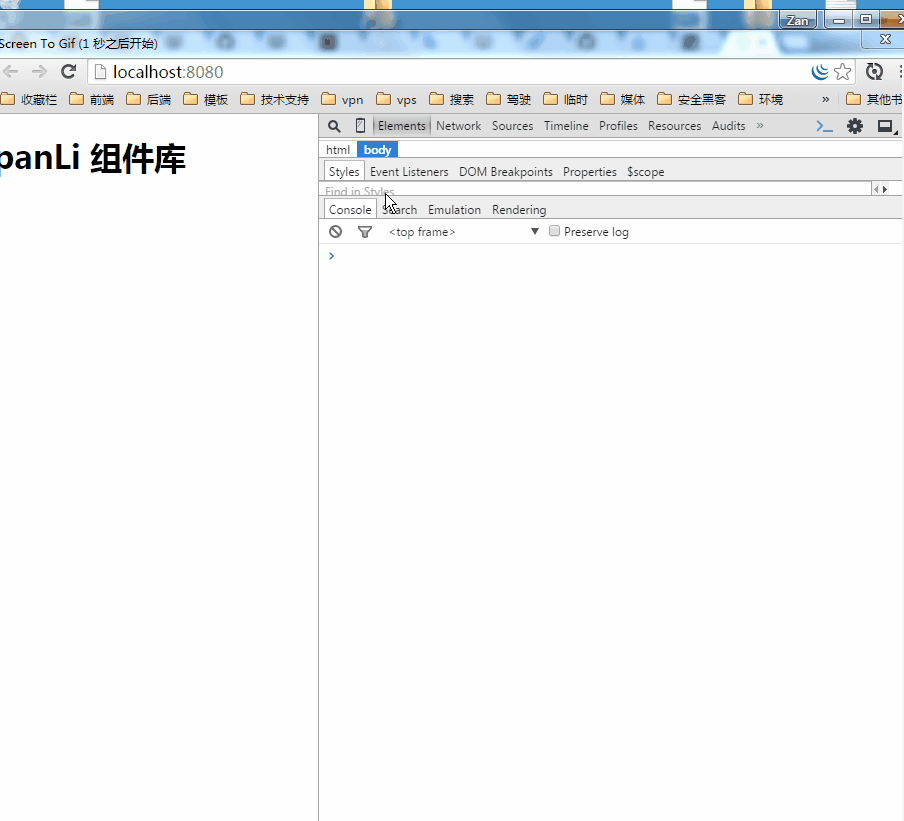 Zan
Screen To Gif (1 秒之后开始)
localhost:8080
收藏栏 前端 后端 模板 技术支持 vpn vps 搜索 驾驶 临时 媒体 安全黑客 环境 » 其他书
Elements Network Sources Timeline Profiles Resources Audits »
html body
panLi 组件库
Styles Event Listeners DOM Breakpoints Properties $scope
Find in Styles
Console Search Emulation Rendering
<top frame> ▼ Preserve log
>